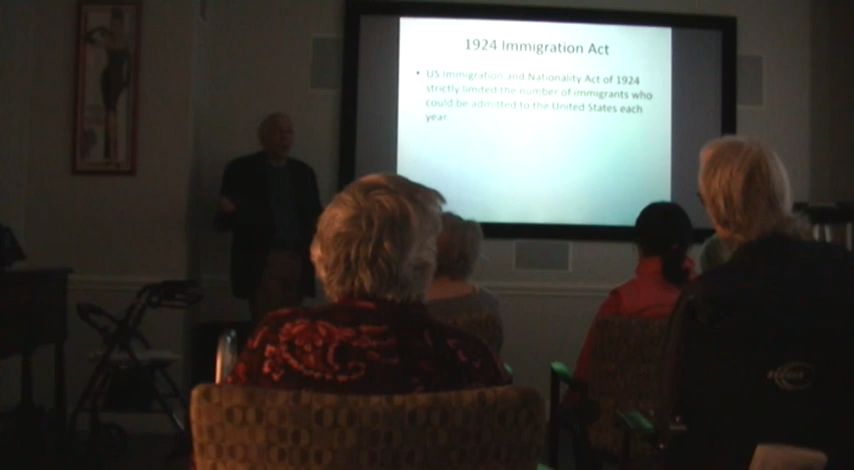 1924 Immigration Act
• US Immigration and Nationality Act of 1924
strictly limited the number of immigrants who
could be admitted to the United States each
year.